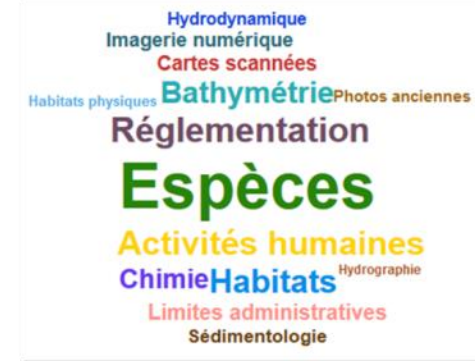 Hydrodynamique
Imagerie numérique
Cartes scannées
Habitats physiques Bathymétrie Photos anciennes
Réglementation
Espèces
Activités humaines
Chimie Habitats Hydrographie
Limites administratives
Sédimentologie